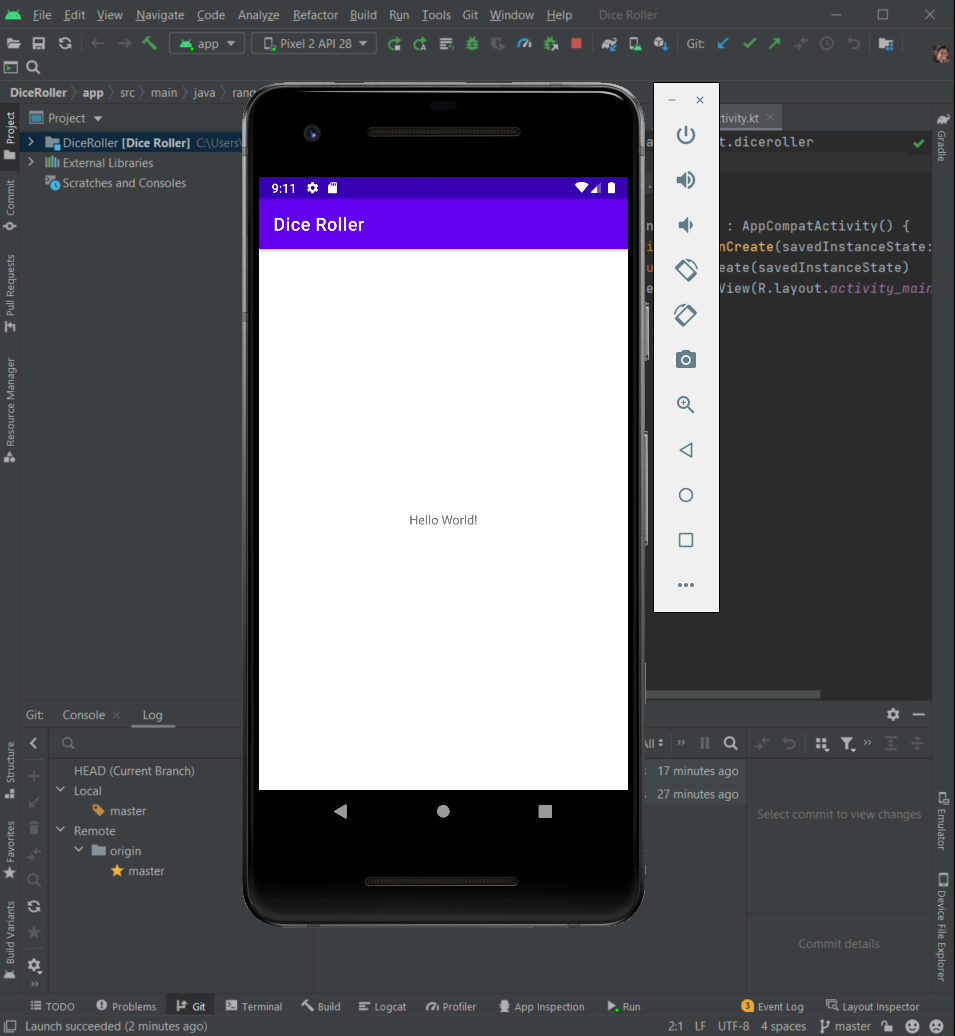 File Edit View Navigate Code Analyze Refactor Build Run Tools Git Window Help Dice Roller
app Pixel 2 API 28 Git:
DiceRoller app src main java
Project
DiceRoller [Dice Roller] C:\Users\
External Libraries
Scratches and Consoles
Project
Commit
Pull Requests
Resource Manager
Structure
Favorites
Build Variants
9:11
Dice Roller
Hello World!
tivity.kt
t.diceroller
: AppCompatActivity() {
nCreate(savedInstanceState:
eate(savedInstanceState)
View(R.layout.activity_main
Gradle
Emulator
Device File Explorer
Git: Console Log
HEAD (Current Branch)
Local
master
Remote
origin
master
17 minutes ago
27 minutes ago
Select commit to view changes
Commit details
TODO Problems Git Terminal Build Logcat Profiler App Inspection Run 3 Event Log Layout Inspector
Launch succeeded (2 minutes ago) 2:1 LF UTF-8 4 spaces master